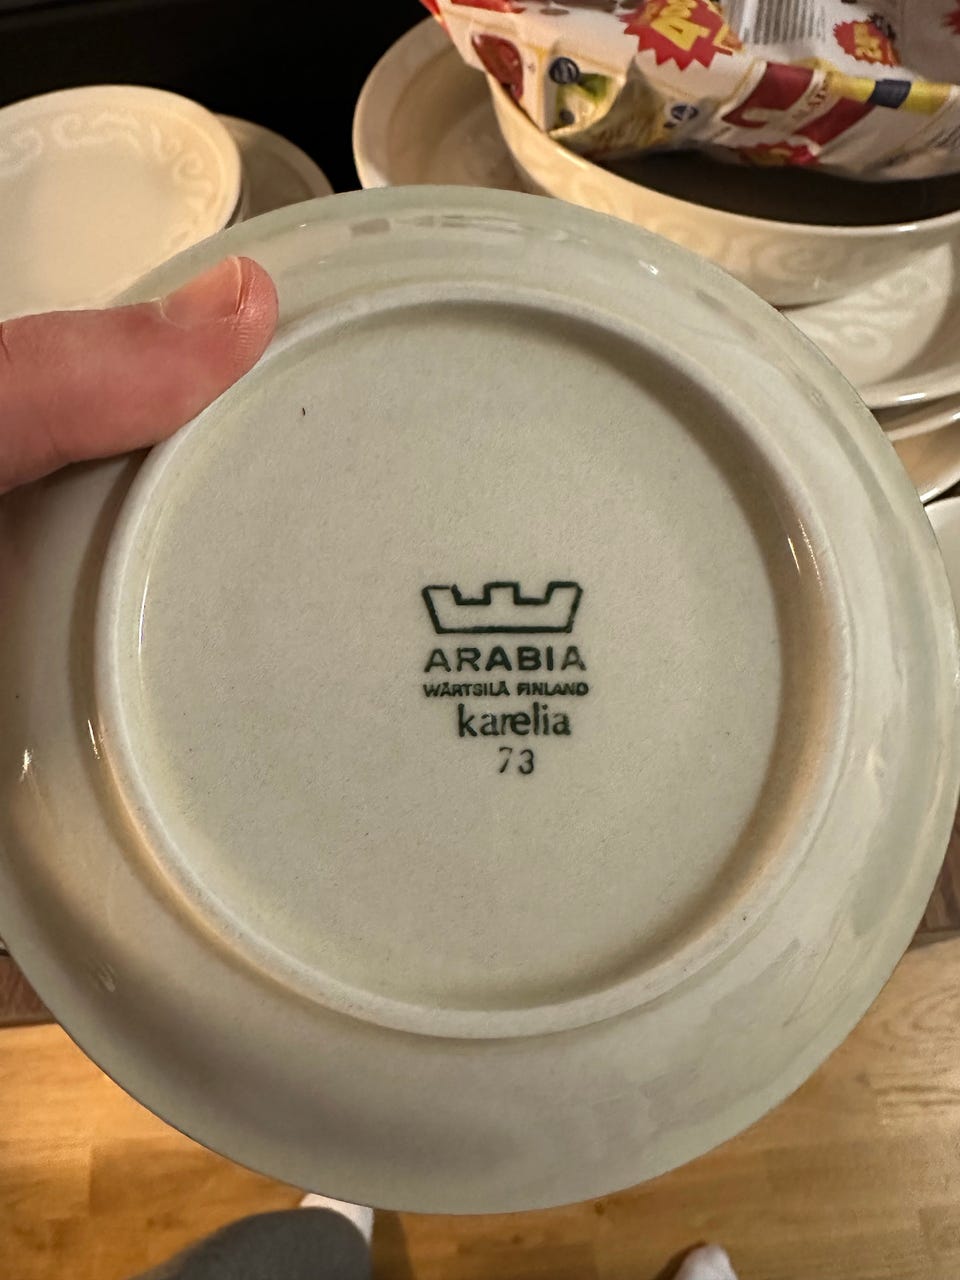 ARABIA
WÄRTSILÄ FINLAND
karelia
73